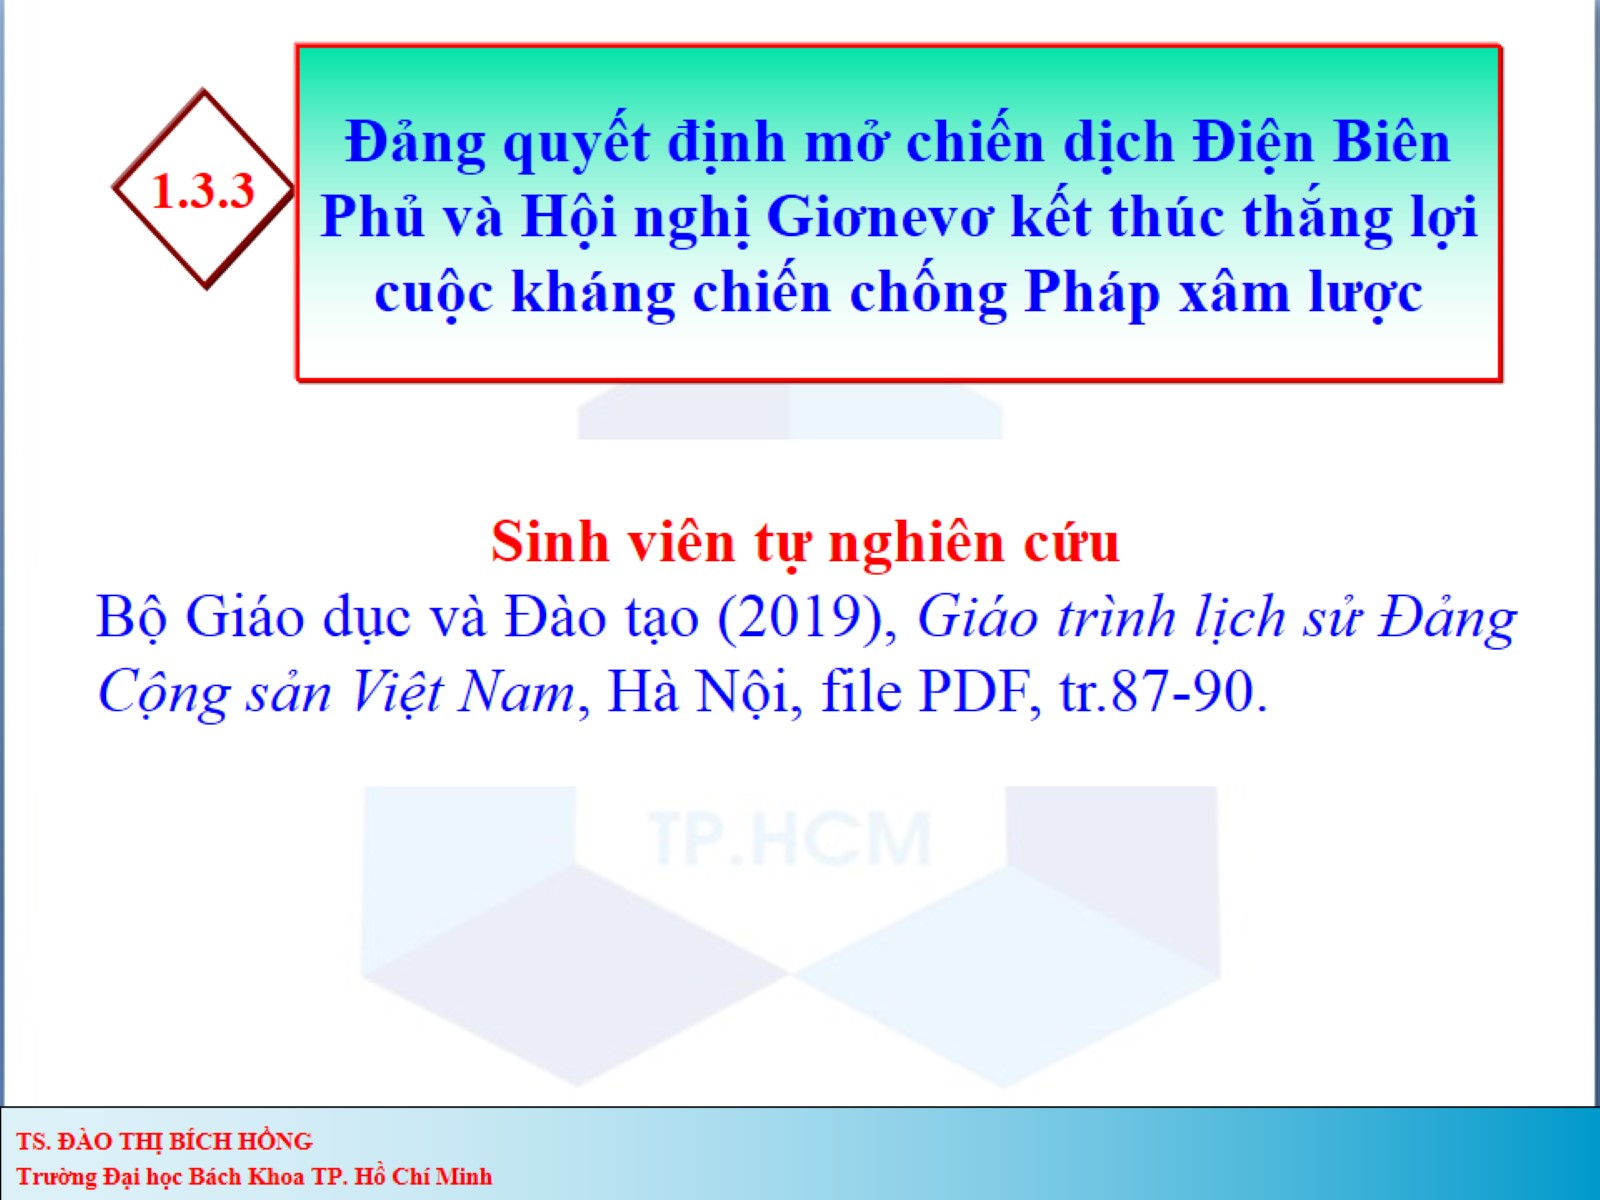 1.3.3
Đảng quyết định mở chiến dịch Điện Biên
Phủ và Hội nghị Giơnevơ kết thúc thắng lợi
cuộc kháng chiến chống Pháp xâm lược
Sinh viên tự nghiên cứu
Bộ Giáo dục và Đào tạo (2019), Giáo trình lịch sử Đảng
Cộng sản Việt Nam, Hà Nội, file PDF, tr.87-90.
TP.HCM
TS. ĐÀO THỊ BÍCH HỒNG
Trường Đại học Bách Khoa TP. Hồ Chí Minh